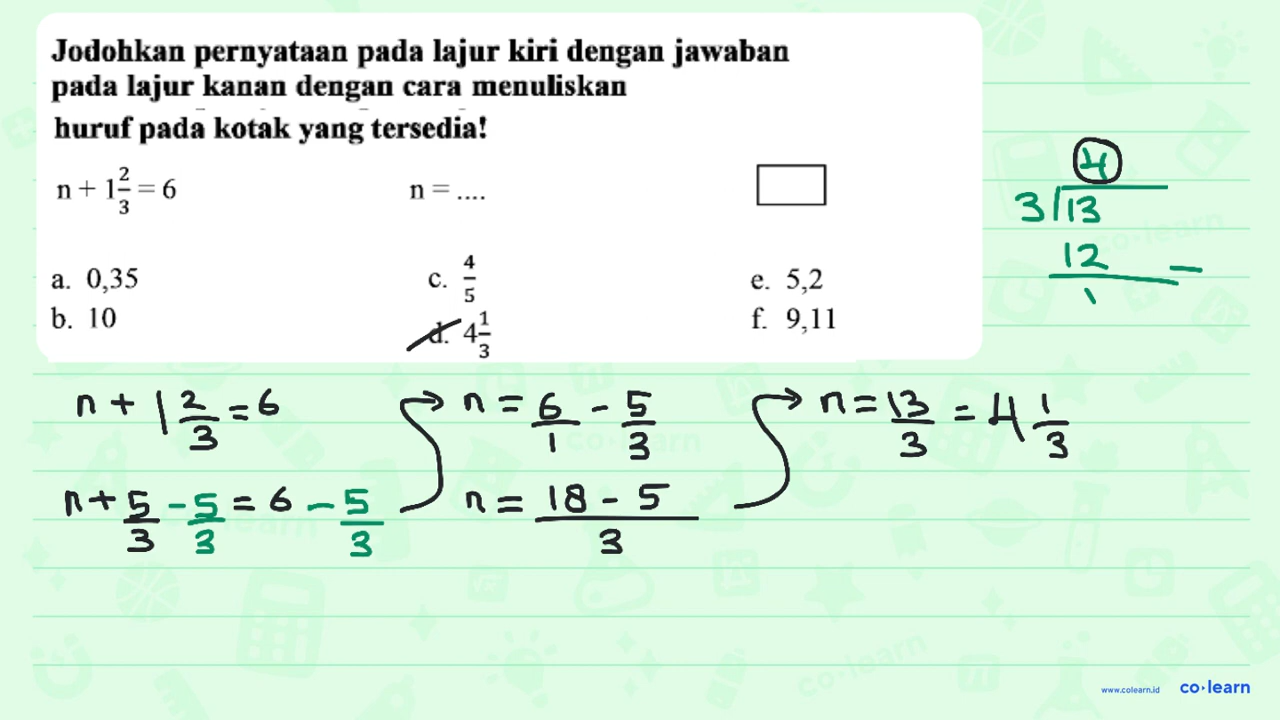 Jodohkan pernyataan pada lajur kiri dengan jawaban
pada lajur kanan dengan cara menuliskan
huruf pada kotak yang tersedia!
n + 1 2/3 = 6 n = ....
a. 0,35 c. 4/5 e. 5,2
b. 10 d. 4 1/3 f. 9,11
4
3 13
12 −
1
n + 1 2/3 = 6
n + 5/3 − 5/3 = 6 − 5/3
n = 6/1 − 5/3
n = (18 − 5)/3
n = 13/3 = 4 1/3
www.colearn.id co·learn